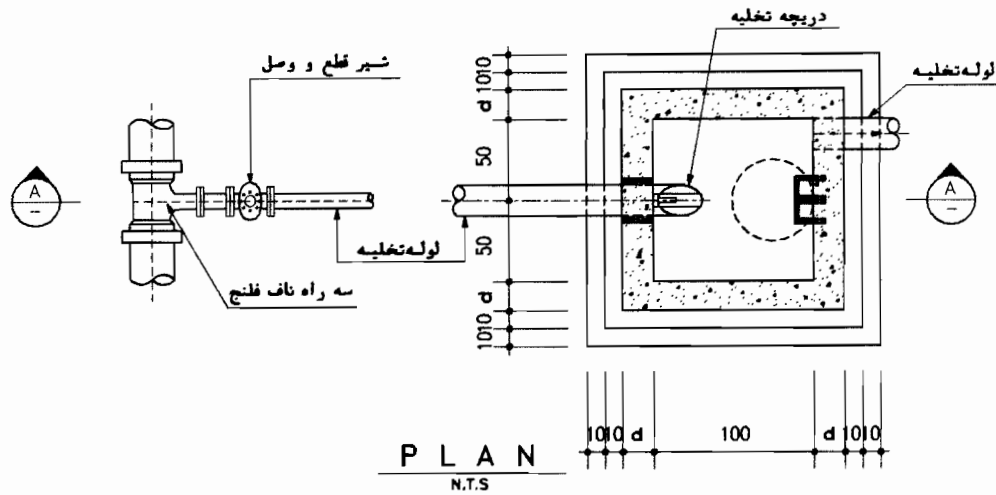 دریچه تخلیه
شیر قطع و وصل
لوله تخلیه
1010
d
50
50
d
1010
A
–
A
–
لوله تخلیه
سه راه ناف فلنج
1010
d
100
d
1010
PLAN
N.T.S